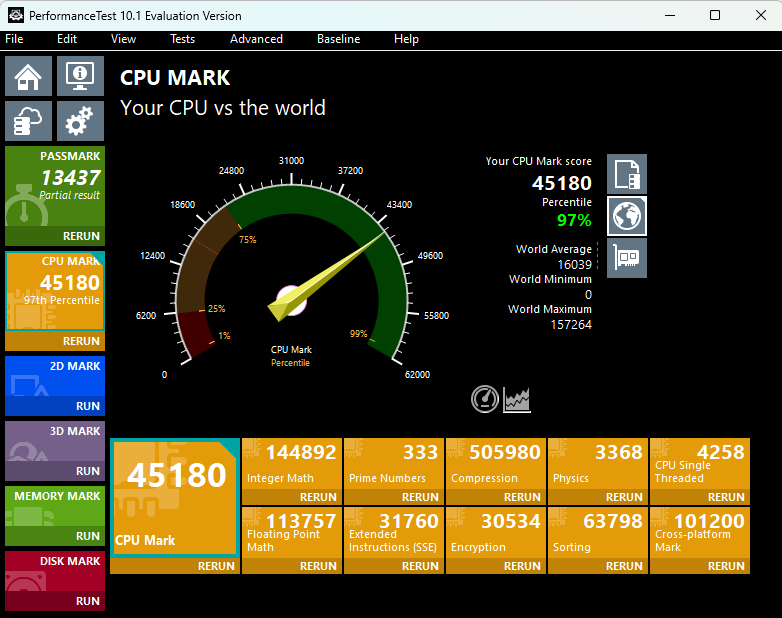 PerformanceTest 10.1 Evaluation Version
File Edit View Tests Advanced Baseline Help
CPU MARK
Your CPU vs the world
PASSMARK
13437
Partial result
RERUN
CPU MARK
45180
97th Percentile
RERUN
2D MARK
RUN
3D MARK
RUN
MEMORY MARK
RUN
DISK MARK
RUN
0
6200
12400
18600
24800
31000
37200
43400
49600
55800
62000
1%
25%
75%
99%
CPU Mark
Percentile
Your CPU Mark score
45180
Percentile
97%
World Average
16039
World Minimum
0
World Maximum
157264
45180
CPU Mark
RERUN
144892
Integer Math
RERUN
333
Prime Numbers
RERUN
505980
Compression
RERUN
3368
Physics
RERUN
4258
CPU Single
Threaded
RERUN
113757
Floating Point
Math
RERUN
31760
Extended
Instructions (SSE)
RERUN
30534
Encryption
RERUN
63798
Sorting
RERUN
101200
Cross-platform
Mark
RERUN